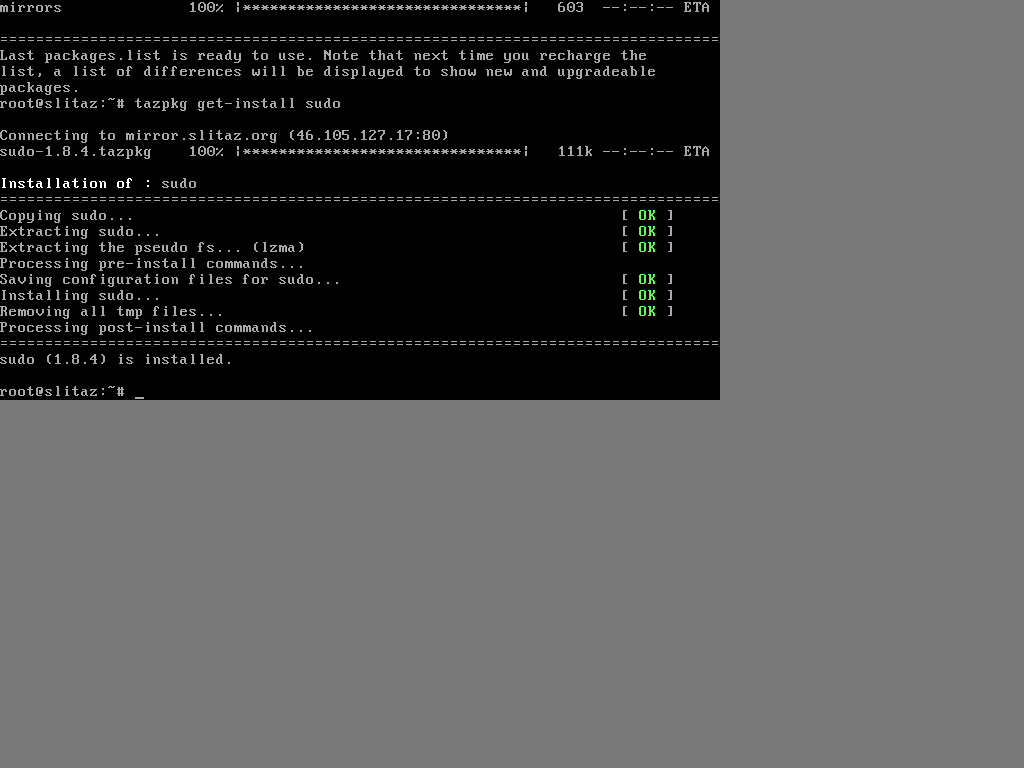 mirrors 100% |*******************************| 603 --:--:-- ETA
================================================================================
Last packages.list is ready to use. Note that next time you recharge the
list, a list of differences will be displayed to show new and upgradeable
packages.
root@slitaz:~# tazpkg get-install sudo
Connecting to mirror.slitaz.org (46.105.127.17:80)
sudo-1.8.4.tazpkg 100% |*******************************| 111k --:--:-- ETA
Installation of : sudo
================================================================================
Copying sudo... [ OK ]
Extracting sudo... [ OK ]
Extracting the pseudo fs... (lzma) [ OK ]
Processing pre-install commands...
Saving configuration files for sudo... [ OK ]
Installing sudo... [ OK ]
Removing all tmp files... [ OK ]
Processing post-install commands...
================================================================================
sudo (1.8.4) is installed.
root@slitaz:~# _